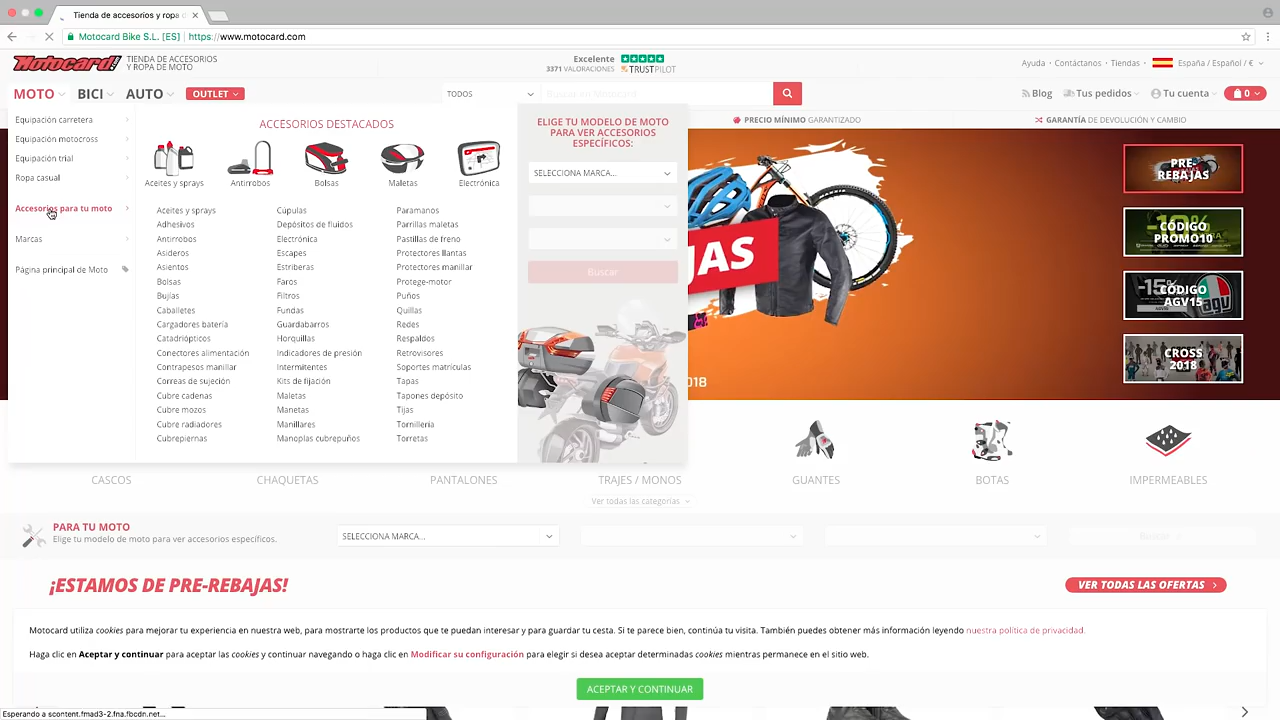 Tienda de accesorios y ropa
Motocard Bike S.L. [ES] | https://www.motocard.com
Motocard!
TIENDA DE ACCESORIOS
Y ROPA DE MOTO
Excelente
3371 VALORACIONES
TRUSTPILOT
Ayuda · Contáctanos · Tiendas ·
España / Español / €
MOTO
BICI
AUTO
OUTLET
TODOS
Buscar en Motocard
Blog
Tus pedidos
Tu cuenta
0
PRECIO MÍNIMO GARANTIZADO
GARANTÍA DE DEVOLUCIÓN Y CAMBIO
Equipación carretera
Equipación motocross
Equipación trial
Ropa casual
Accesorios para tu moto
Marcas
Página principal de Moto
ACCESORIOS DESTACADOS
Aceites y sprays
Antirrobos
Bolsas
Maletas
Electrónica
Aceites y sprays
Adhesivos
Antirrobos
Asideros
Asientos
Bolsas
Bujías
Caballetes
Cargadores batería
Catadriópticos
Conectores alimentación
Contrapesos manillar
Correas de sujeción
Cubre cadenas
Cubre mozos
Cubre radiadores
Cubrepiernas
Cúpulas
Depósitos de fluidos
Electrónica
Escapes
Estriberas
Faros
Filtros
Fundas
Guardabarros
Horquillas
Indicadores de presión
Intermitentes
Kits de fijación
Maletas
Manetas
Manillares
Manoplas cubrepuños
Paramanos
Parrillas maletas
Pastillas de freno
Protectores llantas
Protectores manillar
Protege-motor
Puños
Quillas
Redes
Respaldos
Retrovisores
Soportes matrículas
Tapas
Tapones depósito
Tijas
Tornillería
Torretas
ELIGE TU MODELO DE MOTO
PARA VER ACCESORIOS
ESPECÍFICOS:
SELECCIONA MARCA...
Buscar
JAS
018
PRE-
REBAJAS
CÓDIGO
PROMO10
CÓDIGO
AGV15
CROSS
2018
CASCOS
CHAQUETAS
PANTALONES
TRAJES / MONOS
GUANTES
BOTAS
IMPERMEABLES
Ver todas las categorías
PARA TU MOTO
Elige tu modelo de moto para ver accesorios específicos.
SELECCIONA MARCA...
Buscar
¡ESTAMOS DE PRE-REBAJAS!
VER TODAS LAS OFERTAS
Motocard utiliza cookies para mejorar tu experiencia en nuestra web, para mostrarte los productos que te puedan interesar y para guardar tu cesta. Si te parece bien, continúa tu visita. También puedes obtener más información leyendo nuestra política de privacidad.
Haga clic en Aceptar y continuar para aceptar las cookies y continuar navegando o haga clic en Modificar su configuración para elegir si desea aceptar determinadas cookies mientras permanece en el sitio web.
ACEPTAR Y CONTINUAR
Esperando a scontent.fmad3-2.fna.fbcdn.net...